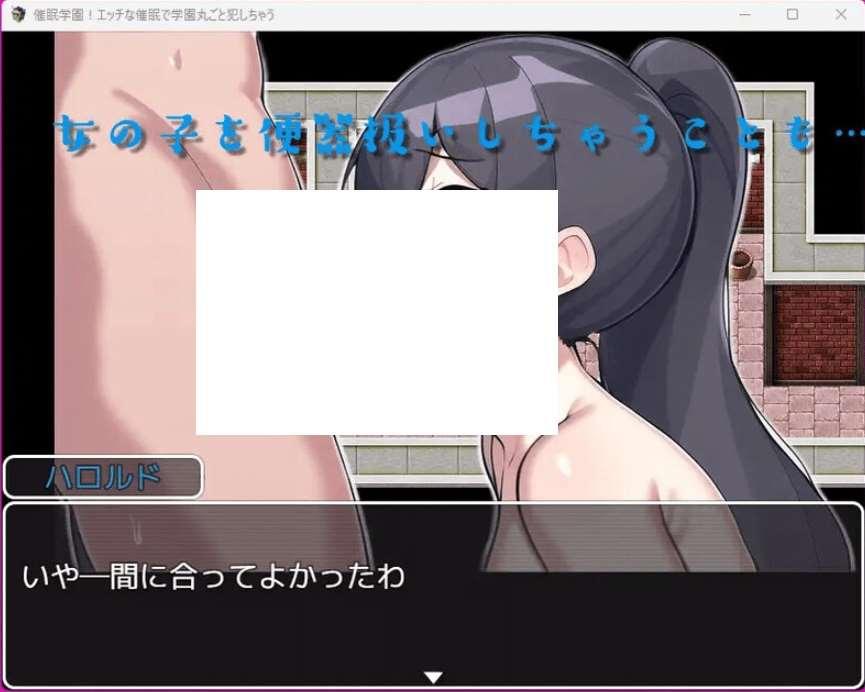 催眠学園！エッチな催眠で学園丸ごと犯しちゃう
女の子を便器扱いしちゃうことも…
ハロルド
いや―間に合ってよかったわ